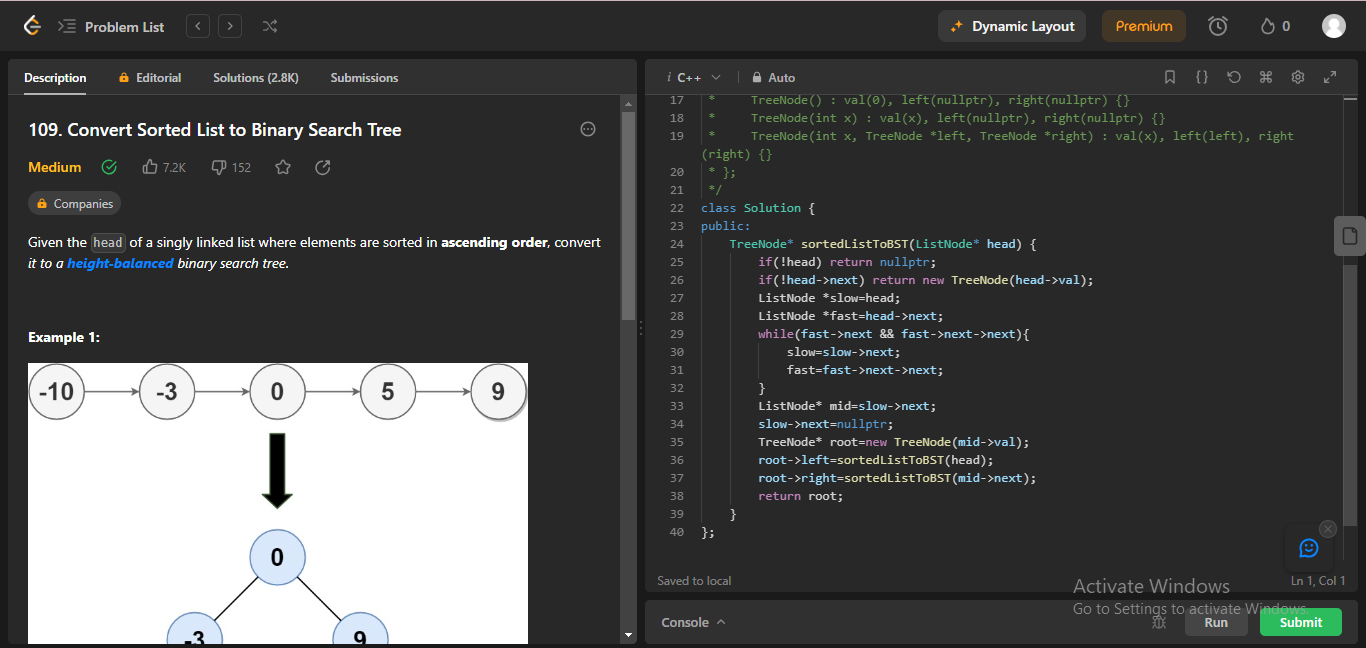 Problem List
Dynamic Layout
Premium
0
Description
Editorial
Solutions (2.8K)
Submissions
109. Convert Sorted List to Binary Search Tree
Medium
7.2K
152
Companies
Given the head of a singly linked list where elements are sorted in ascending order, convert
it to a height-balanced binary search tree.
Example 1:
-10
-3
0
5
9
0
-3
9
i C++
Auto
17 * TreeNode() : val(0), left(nullptr), right(nullptr) {}
18 * TreeNode(int x) : val(x), left(nullptr), right(nullptr) {}
19 * TreeNode(int x, TreeNode *left, TreeNode *right) : val(x), left(left), right
(right) {}
20 * };
21 */
22 class Solution {
23 public:
24 TreeNode* sortedListToBST(ListNode* head) {
25 if(!head) return nullptr;
26 if(!head->next) return new TreeNode(head->val);
27 ListNode *slow=head;
28 ListNode *fast=head->next;
29 while(fast->next && fast->next->next){
30 slow=slow->next;
31 fast=fast->next->next;
32 }
33 ListNode* mid=slow->next;
34 slow->next=nullptr;
35 TreeNode* root=new TreeNode(mid->val);
36 root->left=sortedListToBST(head);
37 root->right=sortedListToBST(mid->next);
38 return root;
39 }
40 };
Saved to local
Ln 1, Col 1
Activate Windows
Go to Settings to activate Windows.
Console
Run
Submit